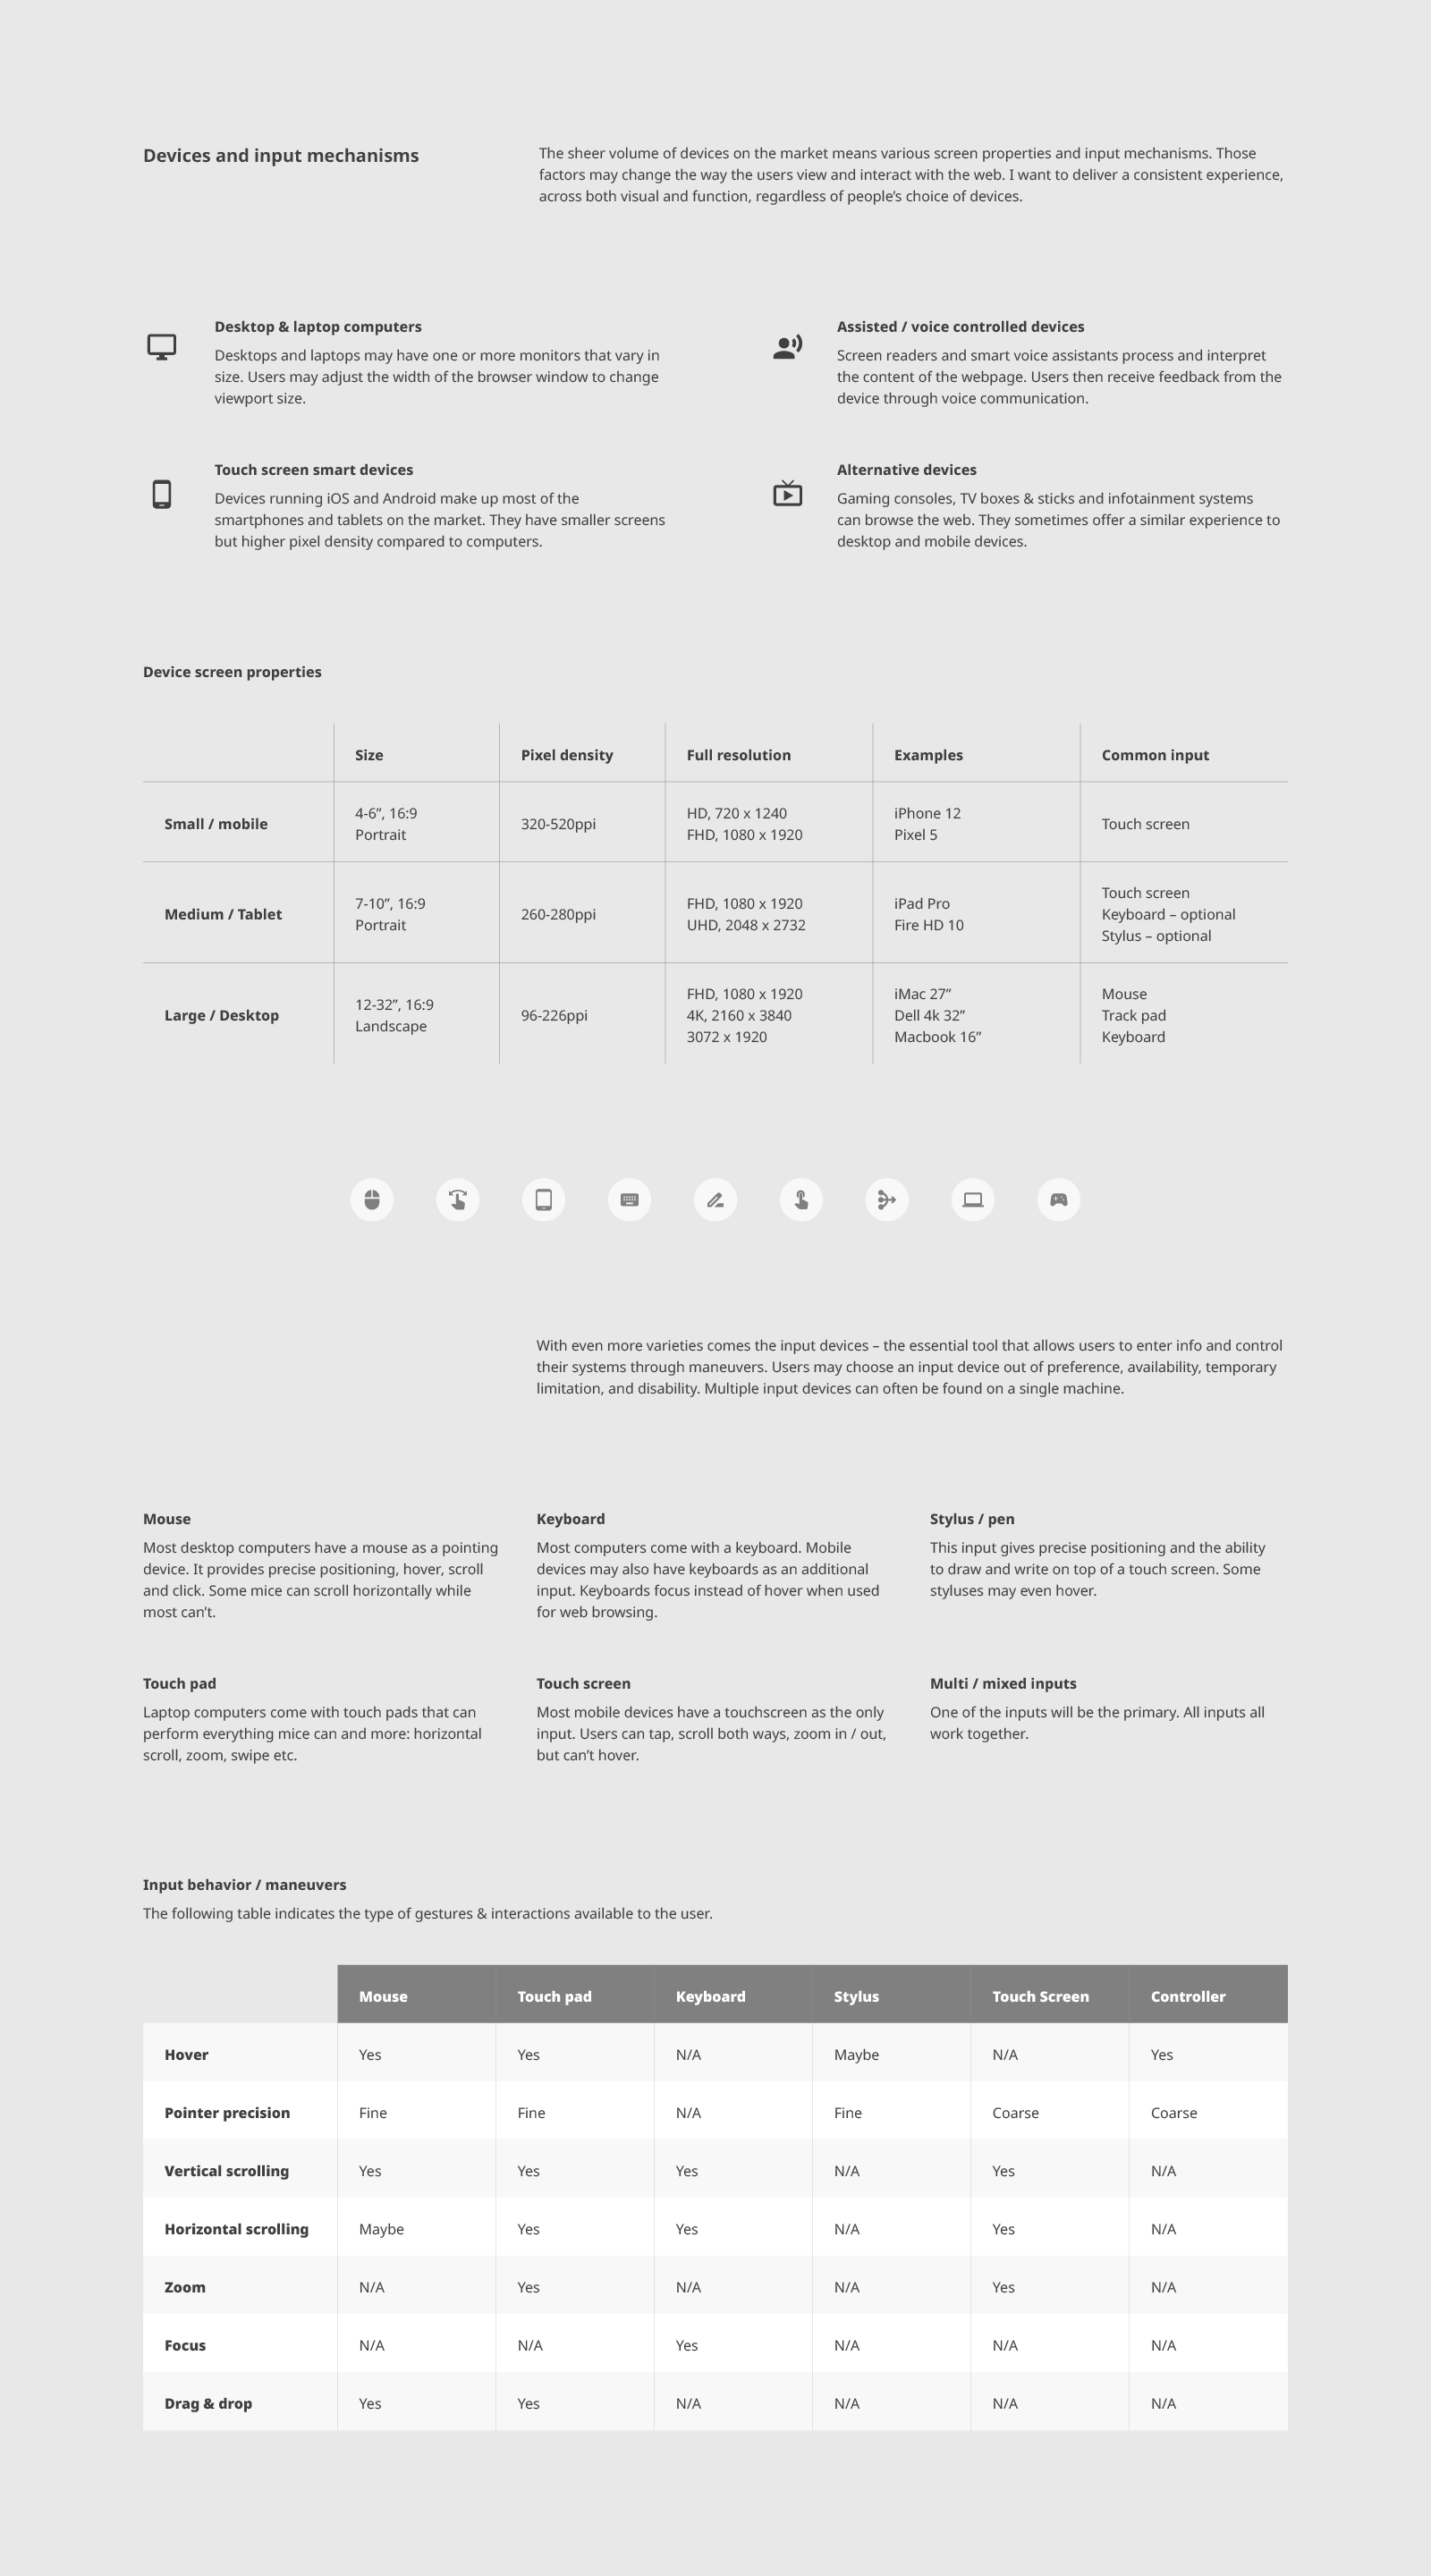 Devices and input mechanisms
The sheer volume of devices on the market means various screen properties and input mechanisms. Those
factors may change the way the users view and interact with the web. I want to deliver a consistent experience,
across both visual and function, regardless of people’s choice of devices.
Desktop & laptop computers
Desktops and laptops may have one or more monitors that vary in
size. Users may adjust the width of the browser window to change
viewport size.
Assisted / voice controlled devices
Screen readers and smart voice assistants process and interpret
the content of the webpage. Users then receive feedback from the
device through voice communication.
Touch screen smart devices
Devices running iOS and Android make up most of the
smartphones and tablets on the market. They have smaller screens
but higher pixel density compared to computers.
Alternative devices
Gaming consoles, TV boxes & sticks and infotainment systems
can browse the web. They sometimes offer a similar experience to
desktop and mobile devices.
Device screen properties
Size Pixel density Full resolution Examples Common input
Small / mobile
4-6”, 16:9
Portrait
320-520ppi
HD, 720 x 1240
FHD, 1080 x 1920
iPhone 12
Pixel 5
Touch screen
Medium / Tablet
7-10”, 16:9
Portrait
260-280ppi
FHD, 1080 x 1920
UHD, 2048 x 2732
iPad Pro
Fire HD 10
Touch screen
Keyboard – optional
Stylus – optional
Large / Desktop
12-32”, 16:9
Landscape
96-226ppi
FHD, 1080 x 1920
4K, 2160 x 3840
3072 x 1920
iMac 27”
Dell 4k 32”
Macbook 16”
Mouse
Track pad
Keyboard
With even more varieties comes the input devices – the essential tool that allows users to enter info and control
their systems through maneuvers. Users may choose an input device out of preference, availability, temporary
limitation, and disability. Multiple input devices can often be found on a single machine.
Mouse
Most desktop computers have a mouse as a pointing
device. It provides precise positioning, hover, scroll
and click. Some mice can scroll horizontally while
most can’t.
Keyboard
Most computers come with a keyboard. Mobile
devices may also have keyboards as an additional
input. Keyboards focus instead of hover when used
for web browsing.
Stylus / pen
This input gives precise positioning and the ability
to draw and write on top of a touch screen. Some
styluses may even hover.
Touch pad
Laptop computers come with touch pads that can
perform everything mice can and more: horizontal
scroll, zoom, swipe etc.
Touch screen
Most mobile devices have a touchscreen as the only
input. Users can tap, scroll both ways, zoom in / out,
but can’t hover.
Multi / mixed inputs
One of the inputs will be the primary. All inputs all
work together.
Input behavior / maneuvers
The following table indicates the type of gestures & interactions available to the user.
Mouse Touch pad Keyboard Stylus Touch Screen Controller
Hover Yes Yes N/A Maybe N/A Yes
Pointer precision Fine Fine N/A Fine Coarse Coarse
Vertical scrolling Yes Yes Yes N/A Yes N/A
Horizontal scrolling Maybe Yes Yes N/A Yes N/A
Zoom N/A Yes N/A N/A Yes N/A
Focus N/A N/A Yes N/A N/A N/A
Drag & drop Yes Yes N/A N/A N/A N/A